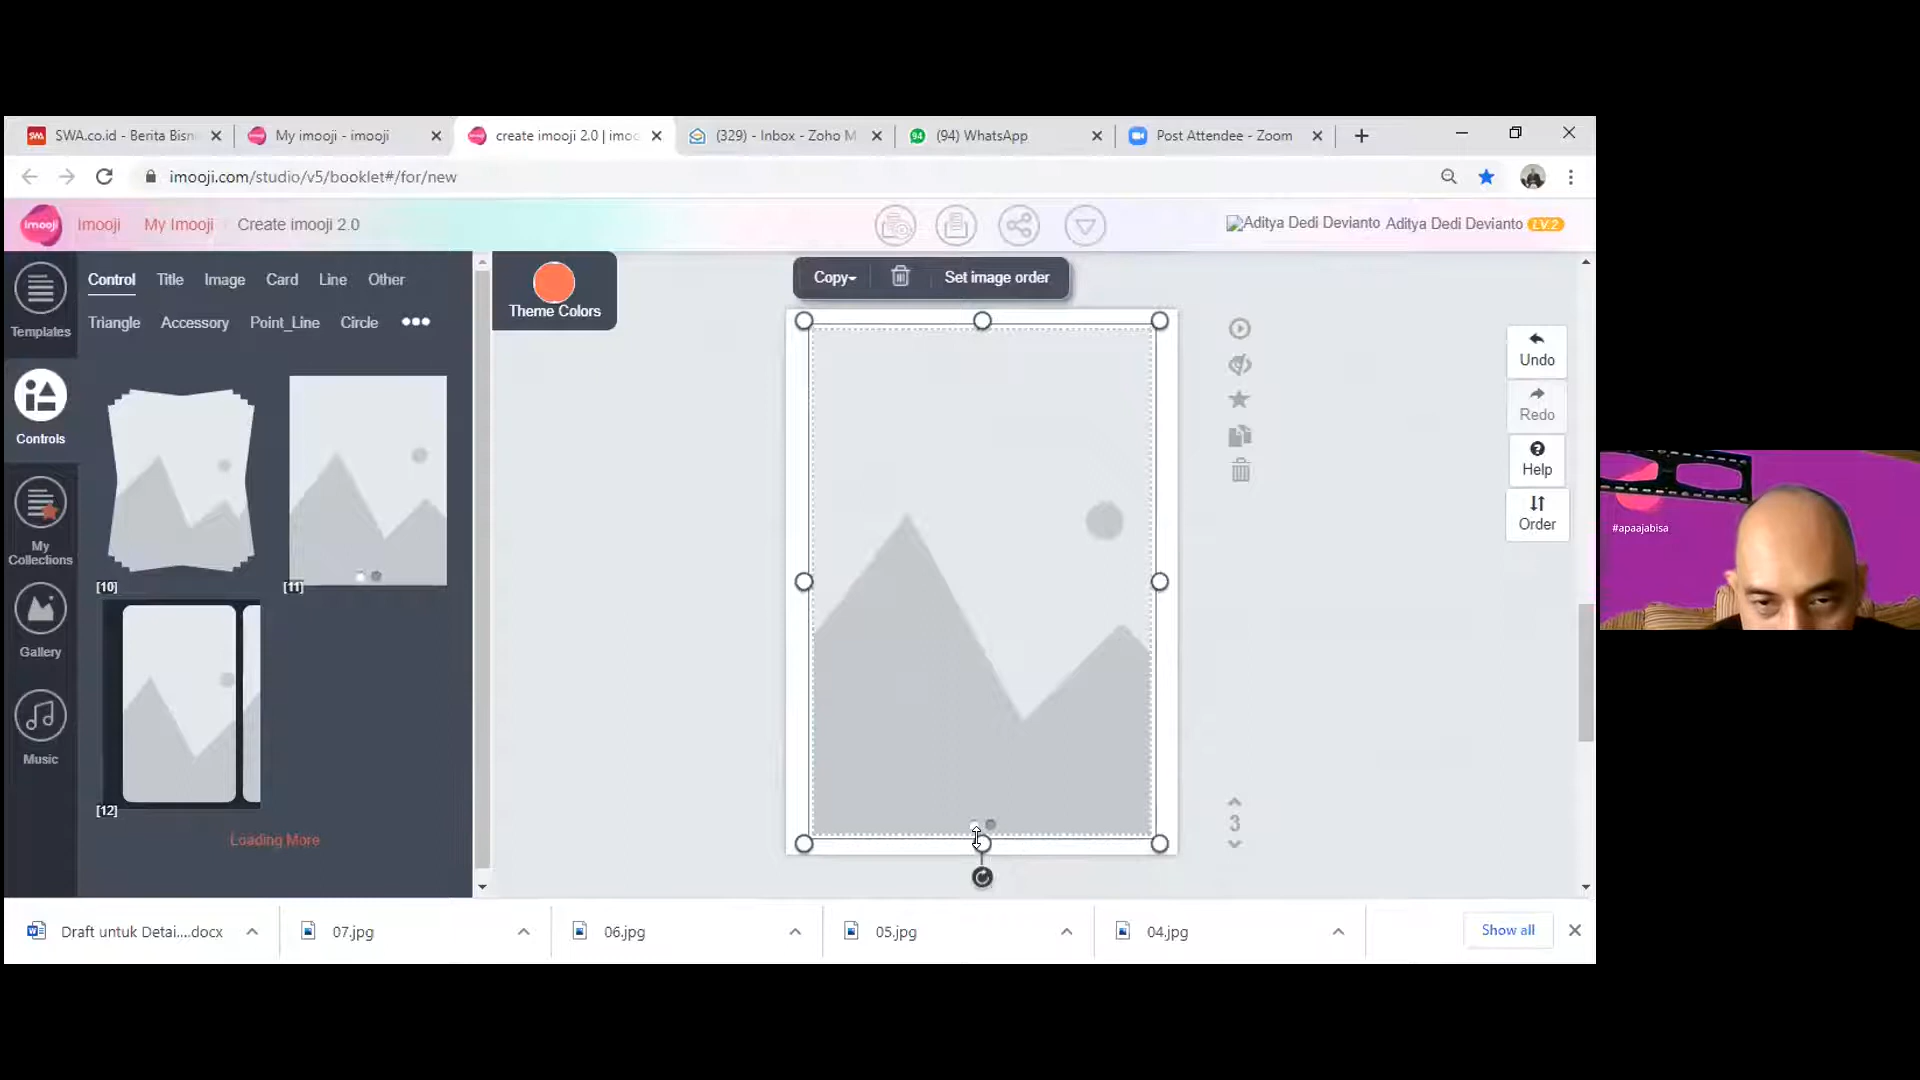 SWA.co.id - Berita Bisn
My imooji - imooji
create imooji 2.0 | imoo
(329) - Inbox - Zoho M
94
(94) WhatsApp
Post Attendee - Zoom
imooji.com/studio/v5/booklet#/for/new
imooji
Imooji
My Imooji
Create imooji 2.0
Aditya Dedi Devianto Aditya Dedi Devianto LV.2
Templates
Controls
My Collections
Gallery
Music
Control Title Image Card Line Other
Triangle Accessory Point_Line Circle
[10]
[11]
[12]
Loading More
Theme Colors
Copy
Set image order
3
Undo
Redo
Help
Order
#apaajabisa
Draft untuk Detai....docx
07.jpg
06.jpg
05.jpg
04.jpg
Show all